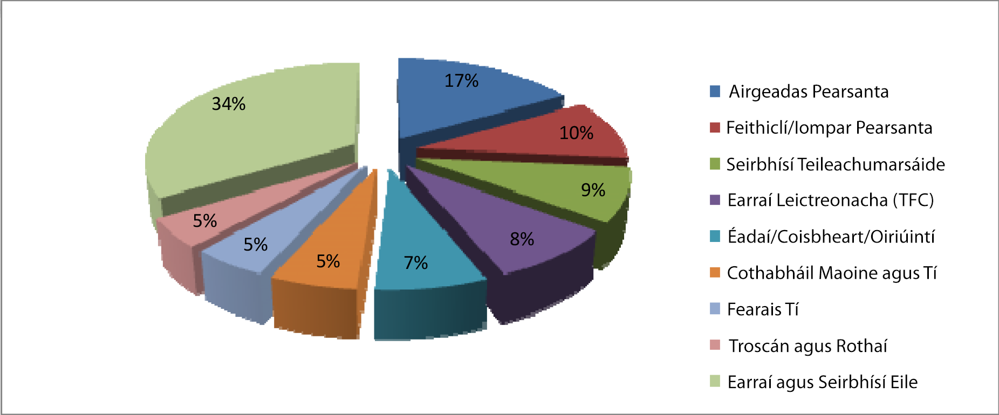 17%
10%
9%
8%
7%
5%
5%
5%
34%
Airgeadas Pearsanta
Feithiclí/Iompar Pearsanta
Seirbhísí Teileachumarsáide
Earraí Leictreonacha (TFC)
Éadaí/Coisbheart/Oiriúintí
Cothabháil Maoine agus Tí
Fearais Tí
Troscán agus Rothaí
Earraí agus Seirbhísí Eile